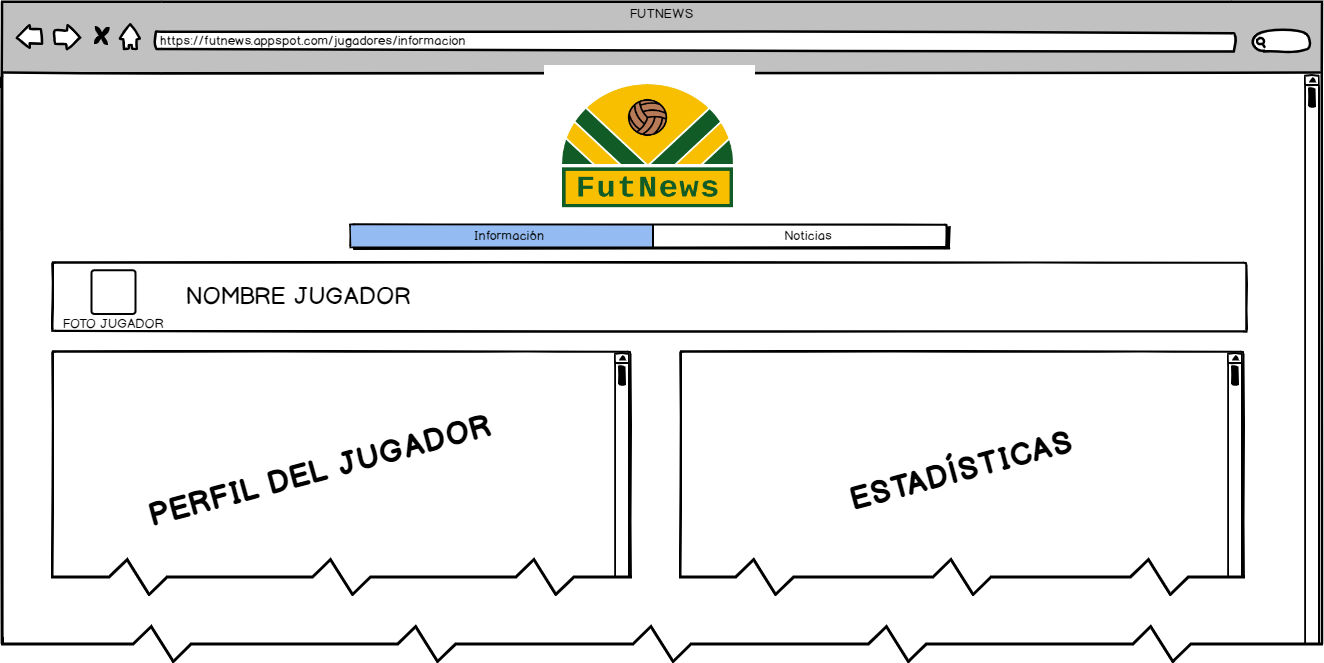 FUTNEWS
https://futnews.appspot.com/jugadores/informacion
FutNews
Información
Noticias
NOMBRE JUGADOR
FOTO JUGADOR
PERFIL DEL JUGADOR
ESTADÍSTICAS